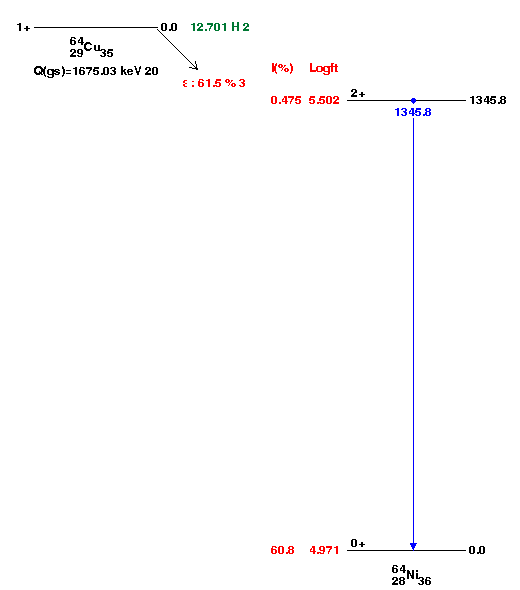 1+ 0.0 12.701 H 2
64
29Cu35
Q(gs)=1675.03 keV 20
ε : 61.5 % 3
I(%) Logft
2+
0.475 5.502 1345.8
1345.8
0+
60.8 4.971 0.0
64
28Ni36